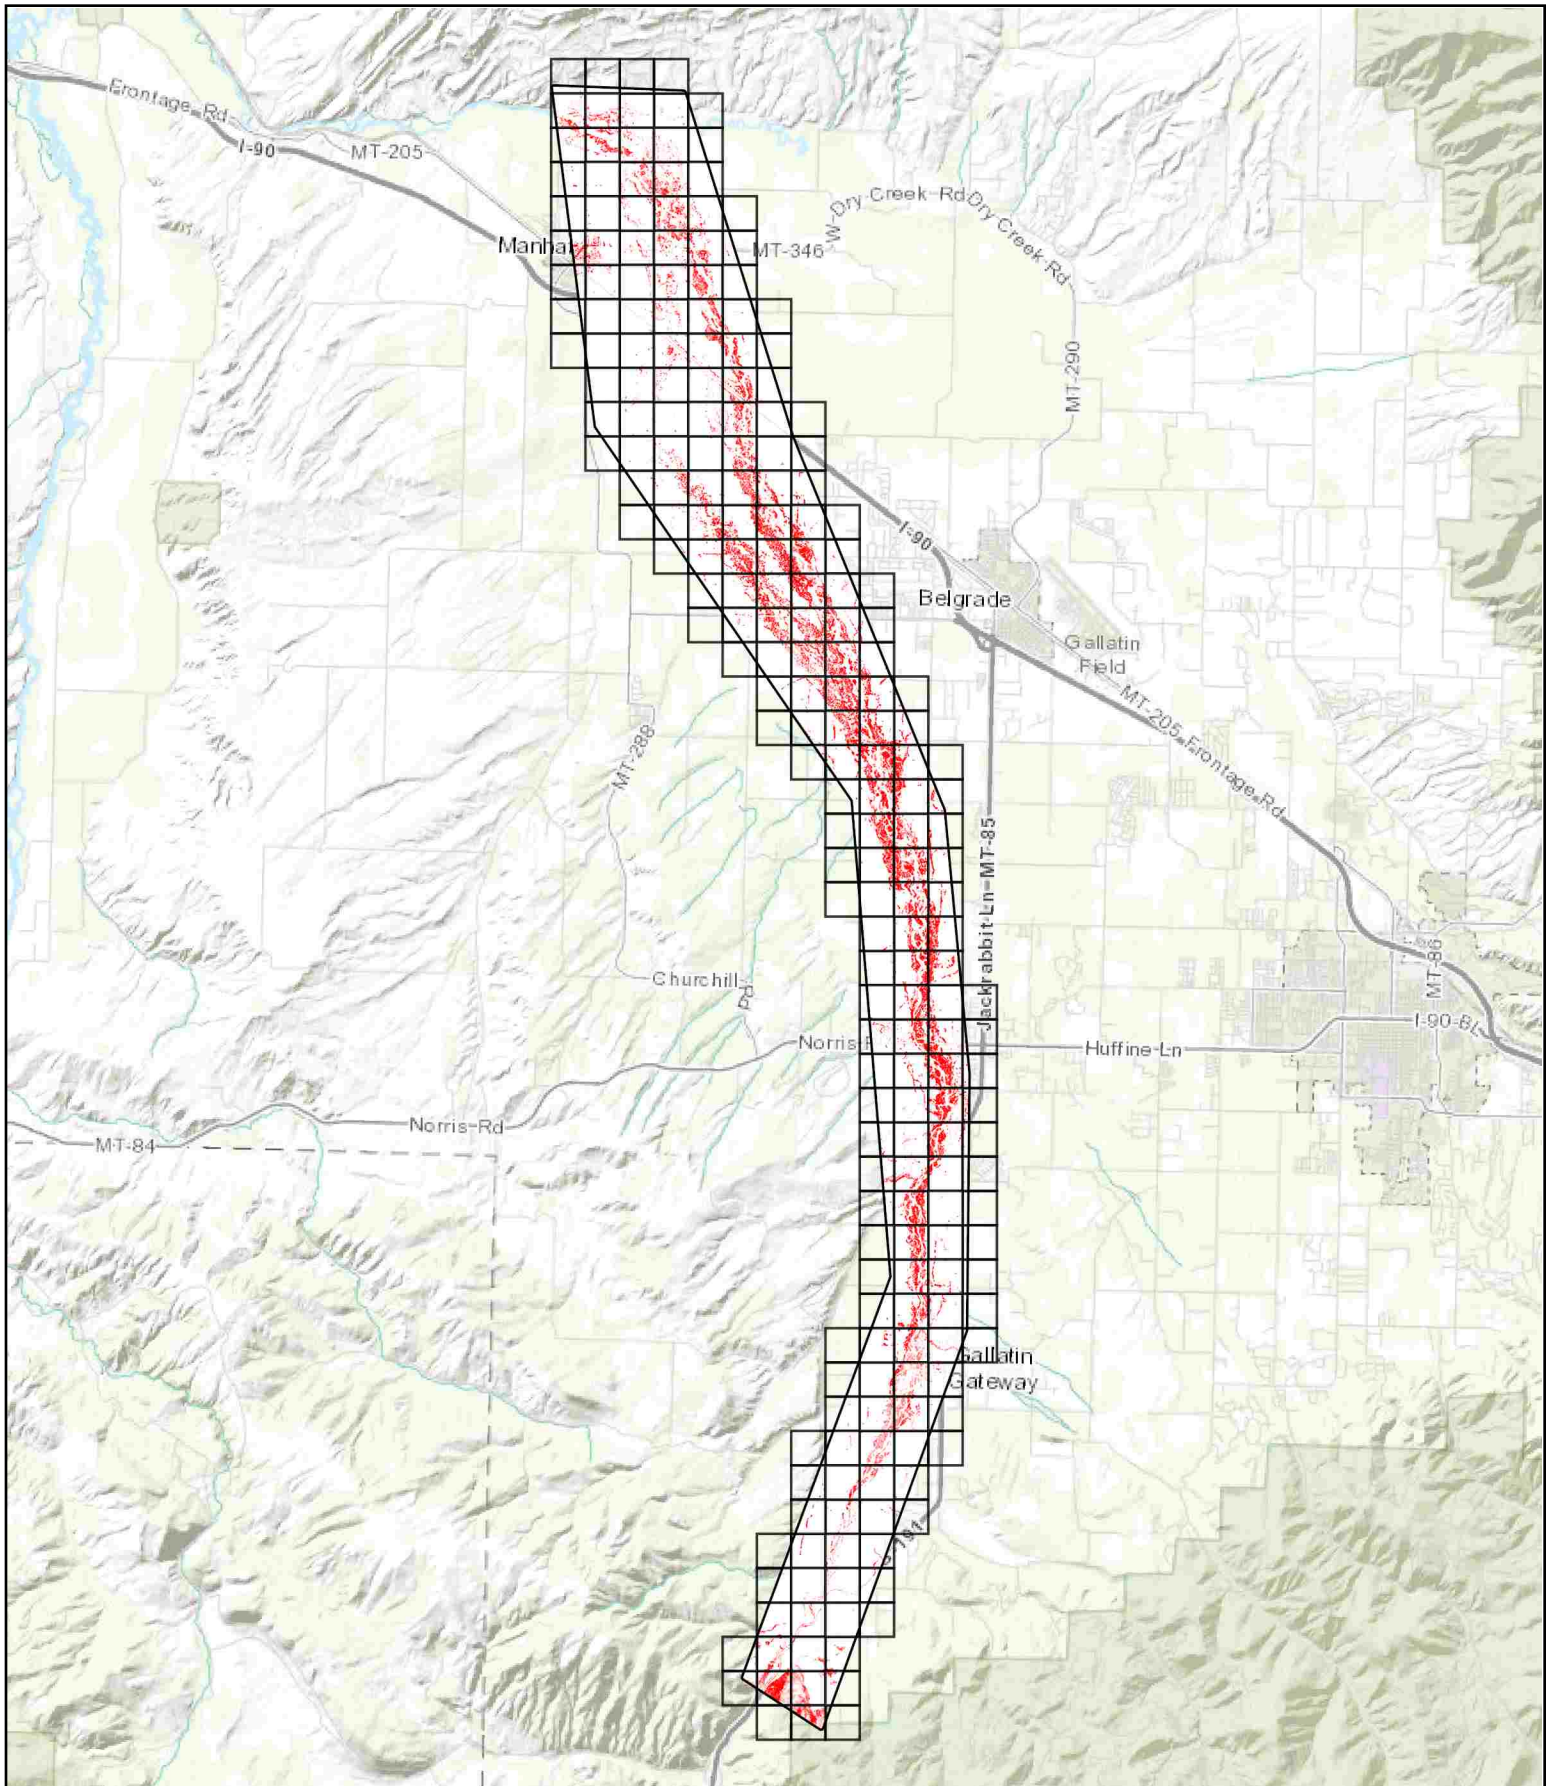 Frontage Rd
I-90
MT-205
W Dry Creek Rd
Dry Creek Rd
MT-346
Manhat
MT-290
I-90
Belgrade
Gallatin
Field
MT-205
Frontage Rd
MT-288
Jackrabbit Ln
MT-85
Churchill
Rd
MT-86
I-90-BL
Norris
Huffine Ln
Norris Rd
MT-84
Gallatin
Gateway
191